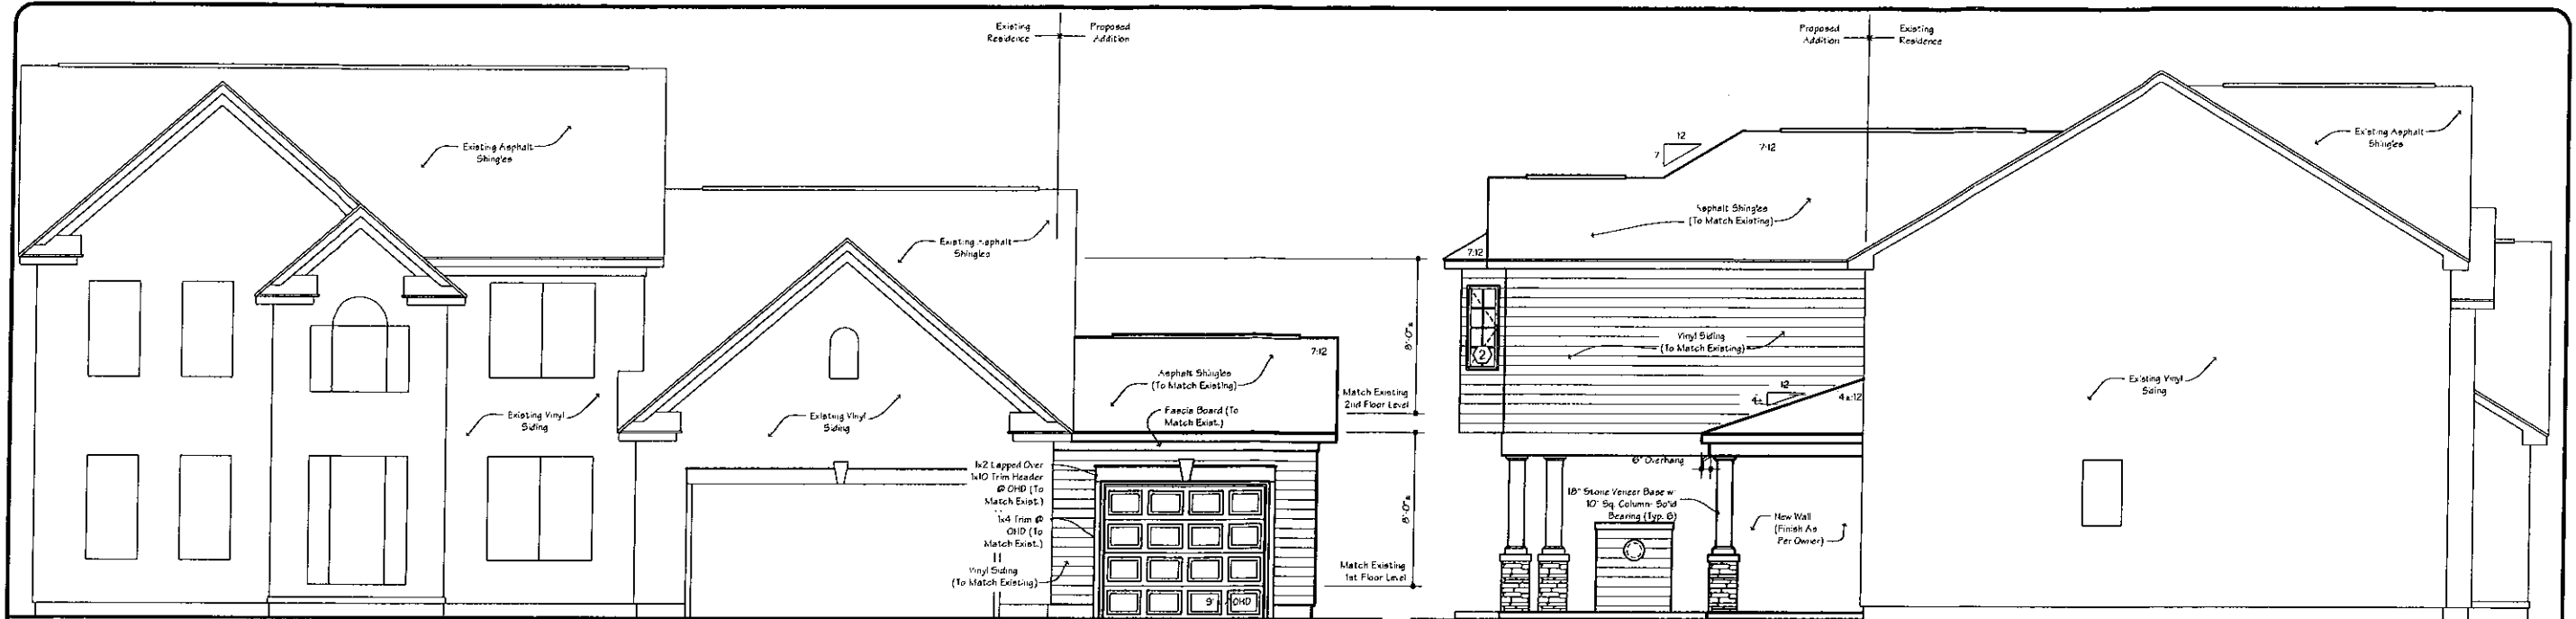 Existing
Residence
Proposed
Addition
Proposed
Addition
Existing
Residence
Existing Asphalt
Shingles
Existing Asphalt
Shingles
Existing Vinyl
Siding
Existing Vinyl
Siding
7:12
Asphalt Shingles
(To Match Existing)
Fascia Board (To
Match Exist.)
1x2 Lapped Over
1x10 Trim Header
@ OHD (To
Match Exist.)
1x4 Trim @
OHD (To
Match Exist.)
Vinyl Siding
(To Match Existing)
OHD
8'-0"±
Match Existing
2nd Floor Level
8'-0"±
Match Existing
1st Floor Level
12
7
7:12
Asphalt Shingles
(To Match Existing)
7:12
2
Vinyl Siding
(To Match Existing)
12
4±
4±:12
6" Overhang
18" Stone Veneer Base w/
10" Sq. Column- Solid
Bearing (Typ. 6)
New Wall
(Finish As
Per Owner)
Existing Asphalt
Shingles
Existing Vinyl
Siding